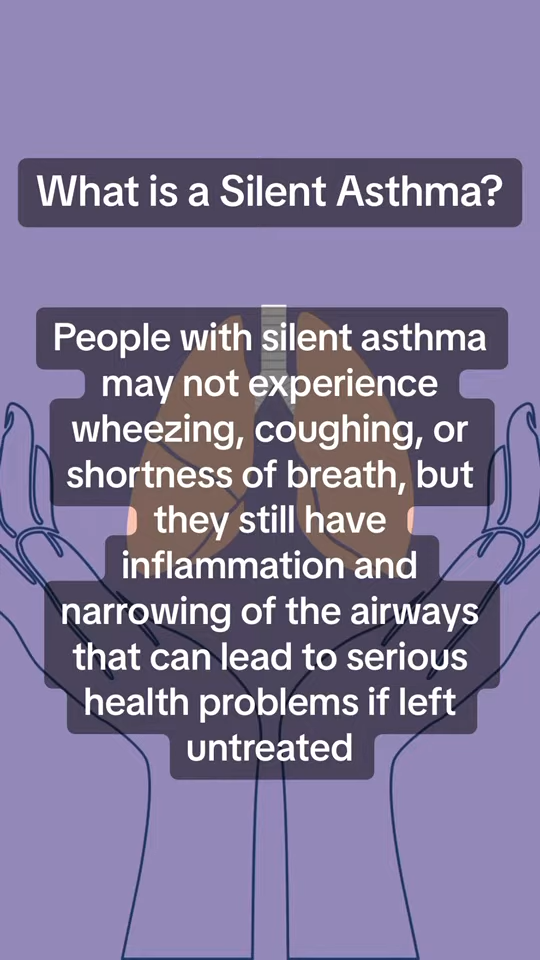 What is a Silent Asthma?
People with silent asthma
may not experience
wheezing, coughing, or
shortness of breath, but
they still have
inflammation and
narrowing of the airways
that can lead to serious
health problems if left
untreated